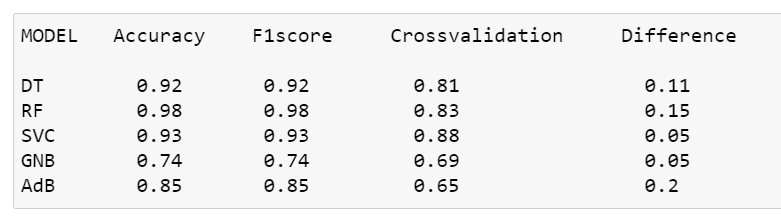 MODEL Accuracy F1score Crossvalidation Difference
DT 0.92 0.92 0.81 0.11
RF 0.98 0.98 0.83 0.15
SVC 0.93 0.93 0.88 0.05
GNB 0.74 0.74 0.69 0.05
AdB 0.85 0.85 0.65 0.2